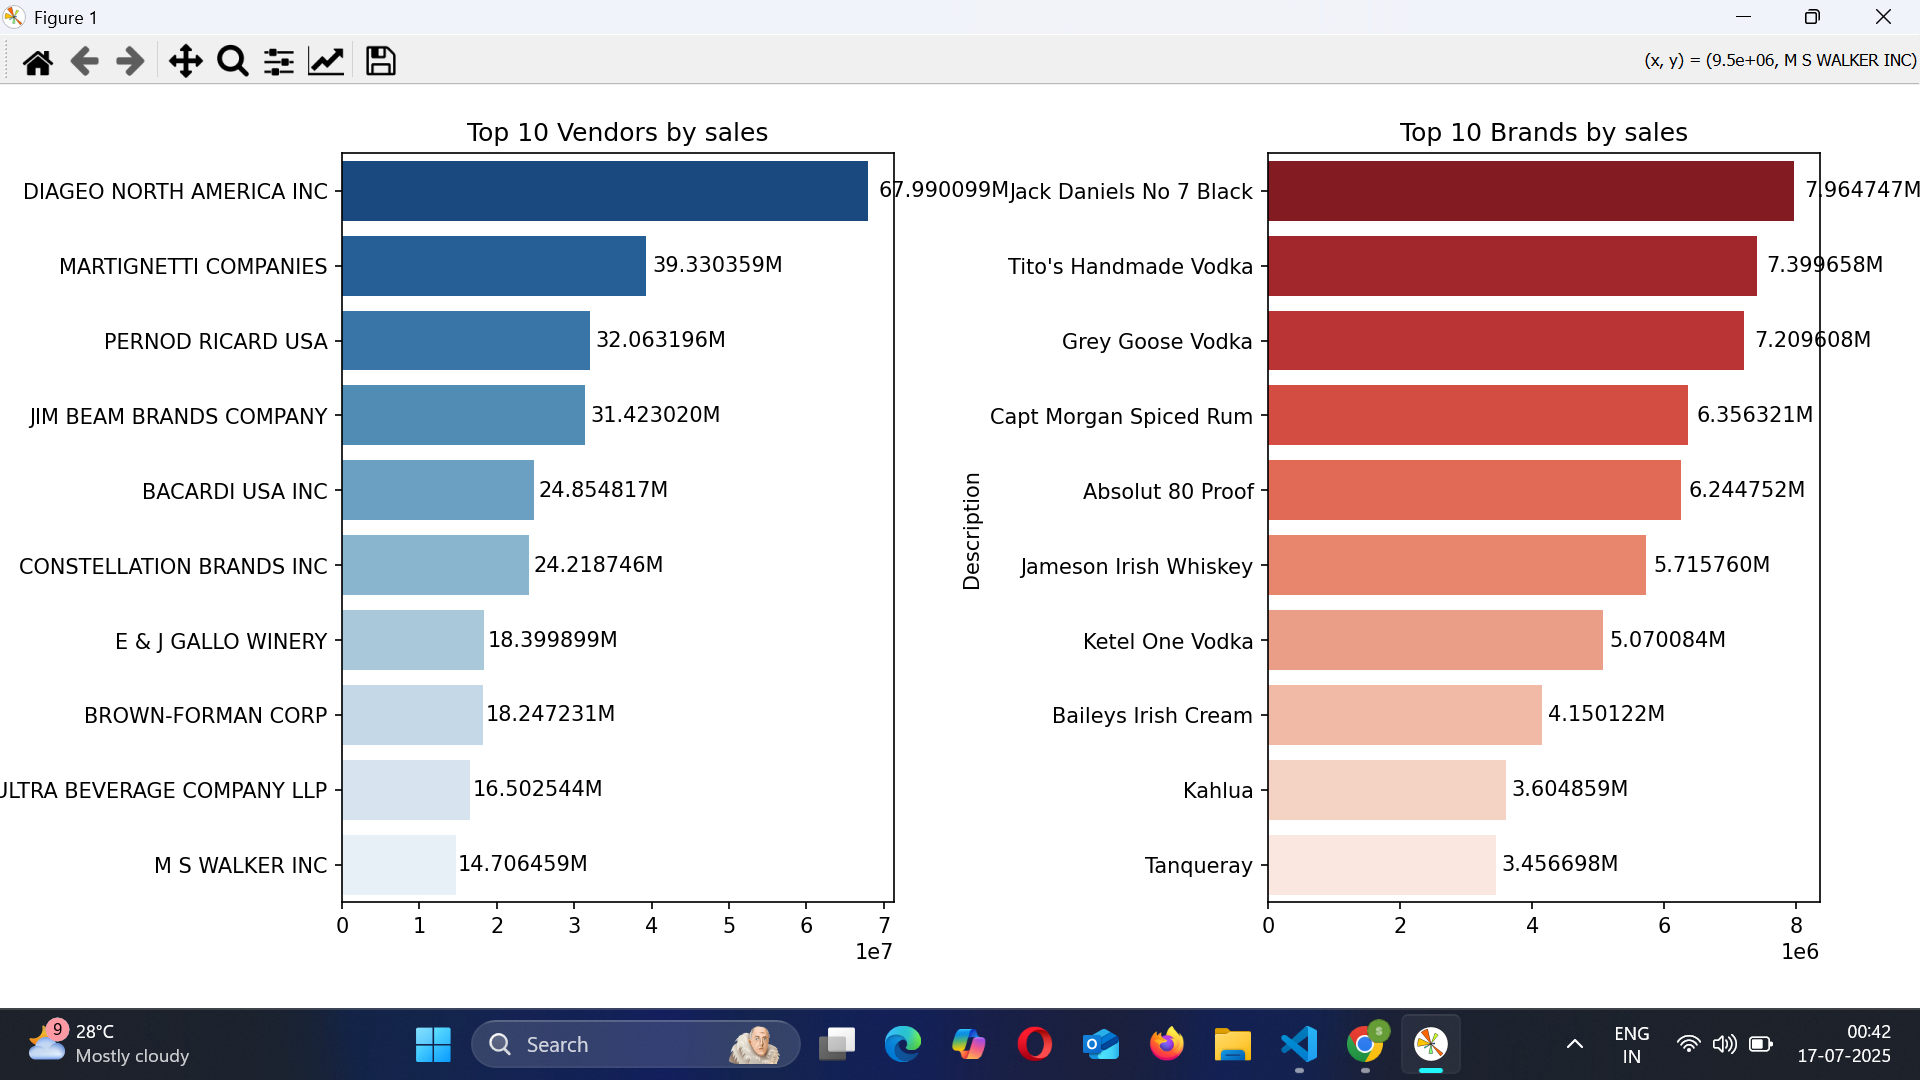 Figure 1
(x, y) = (9.5e+06, M S WALKER INC)
Top 10 Vendors by sales
DIAGEO NORTH AMERICA INC 67.990099M
MARTIGNETTI COMPANIES 39.330359M
PERNOD RICARD USA 32.063196M
JIM BEAM BRANDS COMPANY 31.423020M
BACARDI USA INC 24.854817M
CONSTELLATION BRANDS INC 24.218746M
E & J GALLO WINERY 18.399899M
BROWN-FORMAN CORP 18.247231M
ULTRA BEVERAGE COMPANY LLP 16.502544M
M S WALKER INC 14.706459M
0 1 2 3 4 5 6 7
1e7
Top 10 Brands by sales
Description
Jack Daniels No 7 Black 7.964747M
Tito's Handmade Vodka 7.399658M
Grey Goose Vodka 7.209608M
Capt Morgan Spiced Rum 6.356321M
Absolut 80 Proof 6.244752M
Jameson Irish Whiskey 5.715760M
Ketel One Vodka 5.070084M
Baileys Irish Cream 4.150122M
Kahlua 3.604859M
Tanqueray 3.456698M
0 2 4 6 8
1e6
9
28°C
Mostly cloudy
Search
S
ENG
IN
00:42
17-07-2025